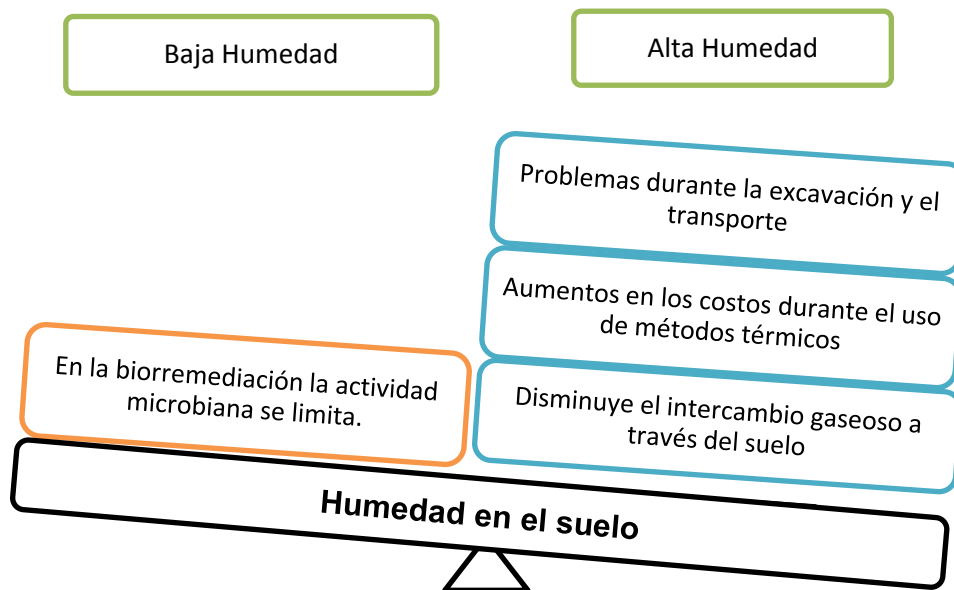 Baja Humedad
Alta Humedad
Problemas durante la excavación y el
transporte
Aumentos en los costos durante el uso
de métodos térmicos
En la biorremediación la actividad
microbiana se limita.
Disminuye el intercambio gaseoso a
través del suelo
Humedad en el suelo